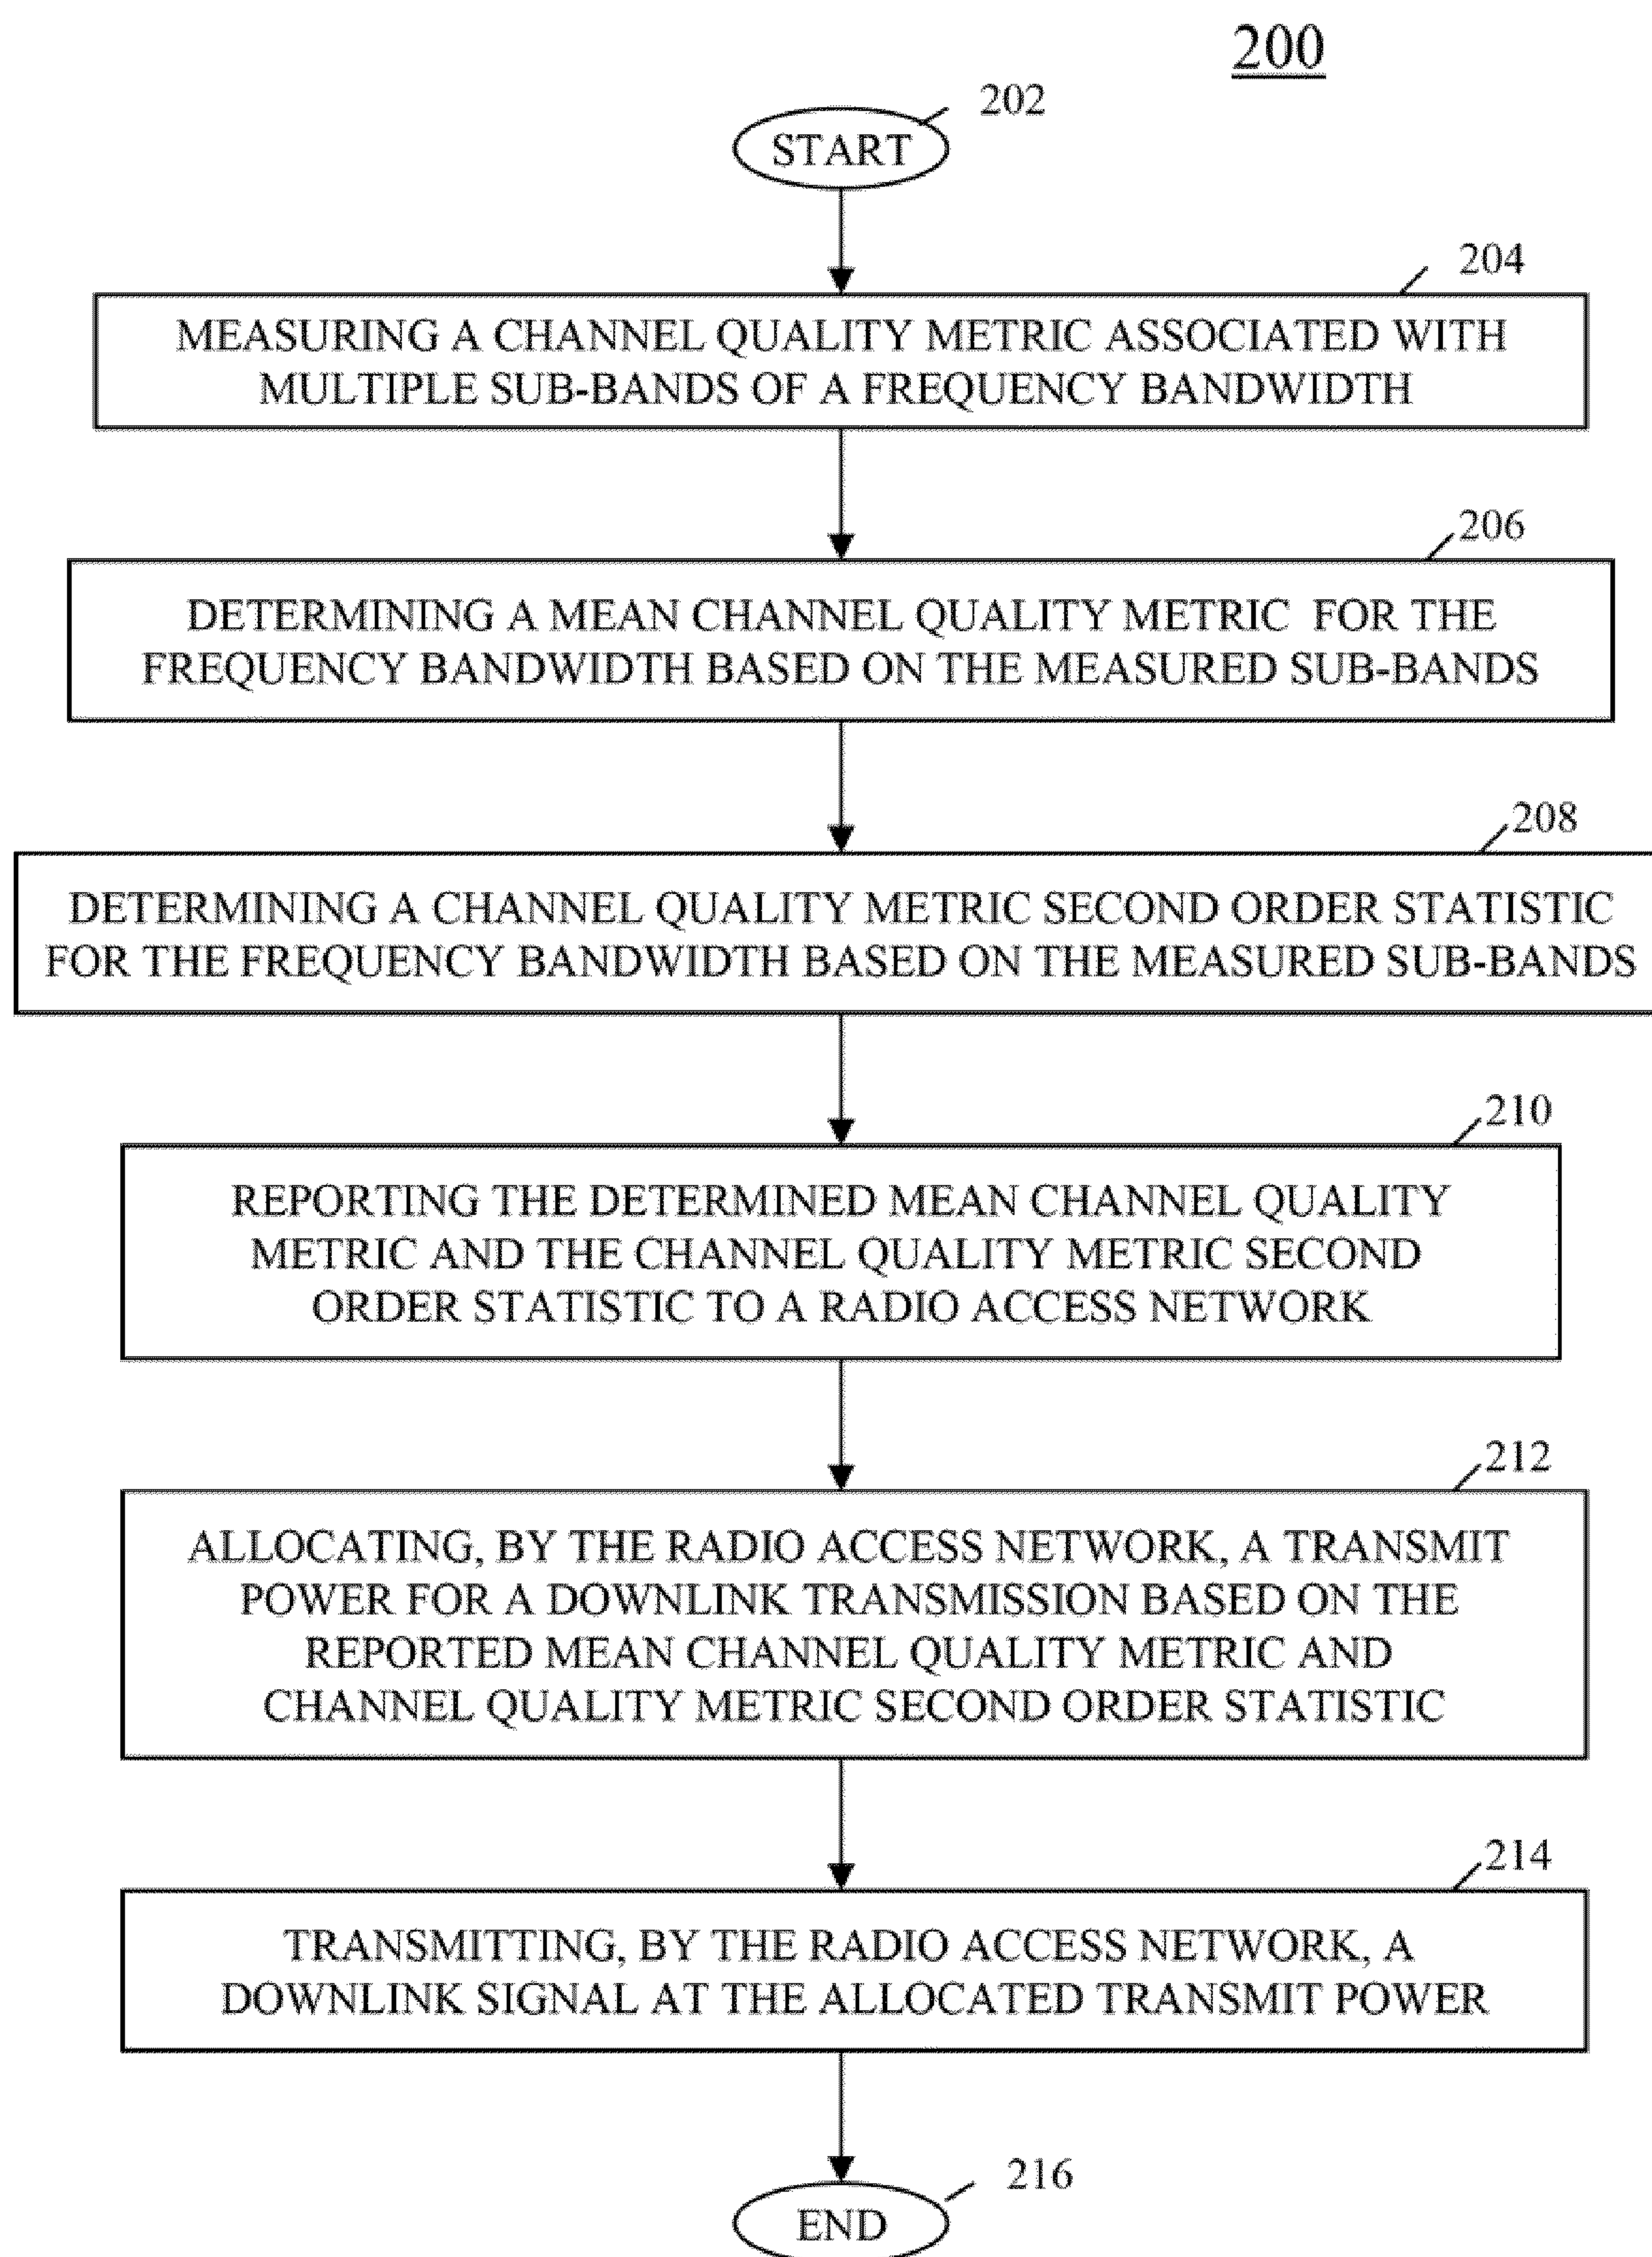 200
202
START
204
MEASURING A CHANNEL QUALITY METRIC ASSOCIATED WITH
MULTIPLE SUB-BANDS OF A FREQUENCY BANDWIDTH
206
DETERMINING A MEAN CHANNEL QUALITY METRIC FOR THE
FREQUENCY BANDWIDTH BASED ON THE MEASURED SUB-BANDS
208
DETERMINING A CHANNEL QUALITY METRIC SECOND ORDER STATISTIC
FOR THE FREQUENCY BANDWIDTH BASED ON THE MEASURED SUB-BANDS
210
REPORTING THE DETERMINED MEAN CHANNEL QUALITY
METRIC AND THE CHANNEL QUALITY METRIC SECOND
ORDER STATISTIC TO A RADIO ACCESS NETWORK
212
ALLOCATING, BY THE RADIO ACCESS NETWORK, A TRANSMIT
POWER FOR A DOWNLINK TRANSMISSION BASED ON THE
REPORTED MEAN CHANNEL QUALITY METRIC AND
CHANNEL QUALITY METRIC SECOND ORDER STATISTIC
214
TRANSMITTING, BY THE RADIO ACCESS NETWORK, A
DOWNLINK SIGNAL AT THE ALLOCATED TRANSMIT POWER
216
END